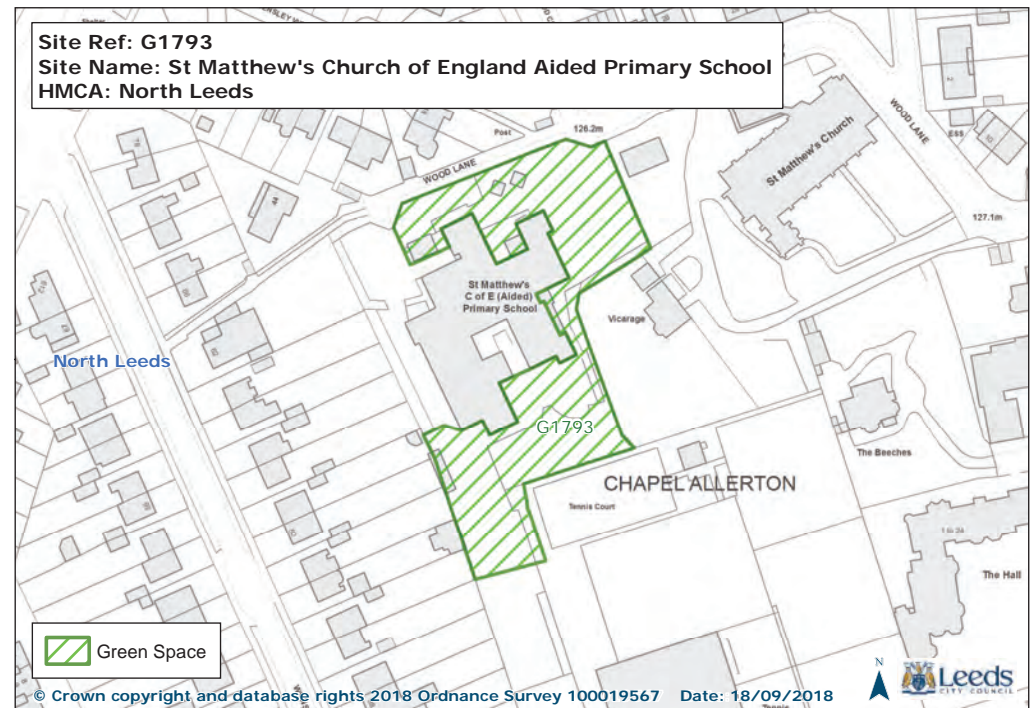 Site Ref: G1793
Site Name: St Matthew's Church of England Aided Primary School
HMCA: North Leeds
Post
126.2m
WOOD LANE
WOOD LANE
ESS
St Matthew's Church
127.1m
44
St Matthew's
C of E (Aided)
Primary School
Vicarage
North Leeds
G1793
The Beeches
CHAPEL ALLERTON
Tennis Court
The Hall
Green Space
© Crown copyright and database rights 2018 Ordnance Survey 100019567 Date: 18/09/2018
N
Leeds
CITY COUNCIL